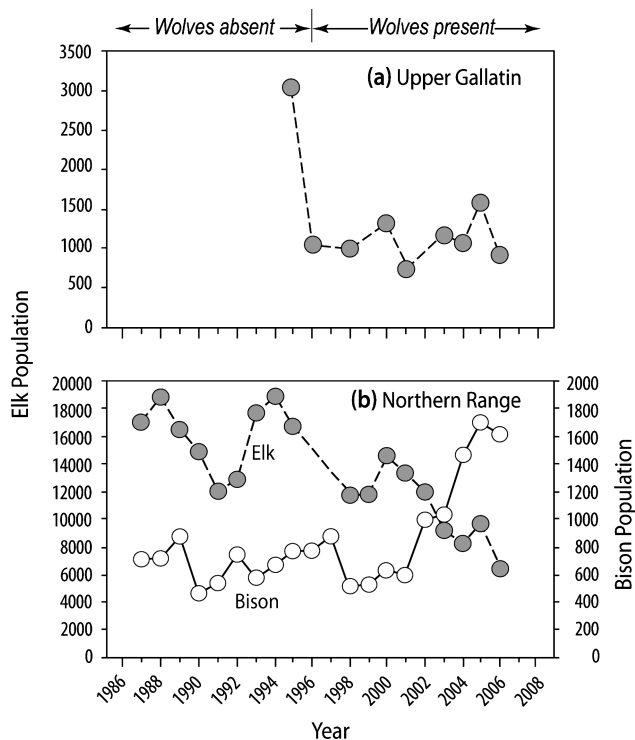 Wolves absent Wolves present
3500
(a) Upper Gallatin
3000
2500
2000
1500
1000
500
0
Elk Population
20000 2000
(b) Northern Range
18000 1800
16000 1600
Elk
14000 1400
12000 1200
10000 1000
8000 800
6000 600
Bison
4000 400
2000 200
0 0
Bison Population
1986 1988 1990 1992 1994 1996 1998 2000 2002 2004 2006 2008
Year